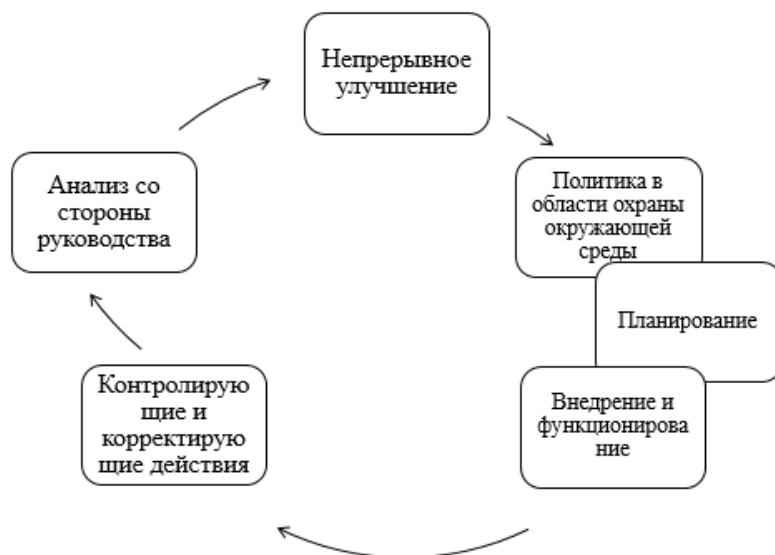 Непрерывное
улучшение
Политика в
области охраны
окружающей
среды
Планирование
Внедрение и
функционирова
ние
Контролирую
щие и
корректирую
щие действия
Анализ со
стороны
руководства